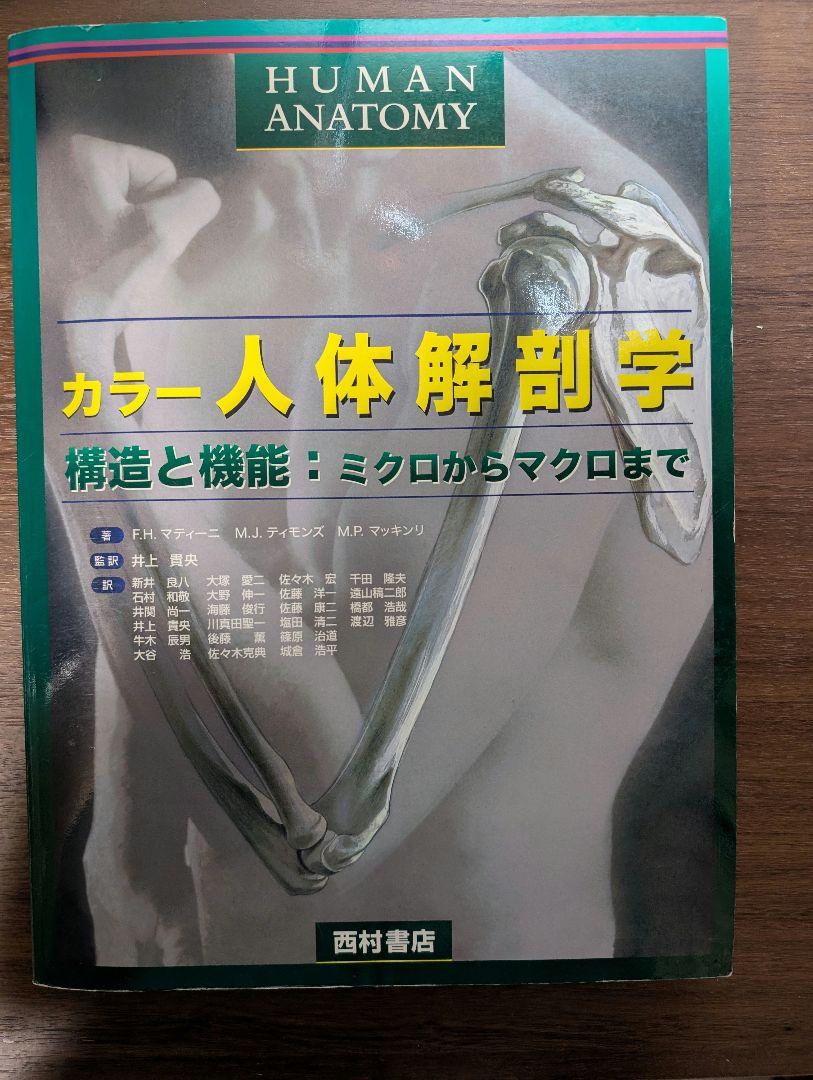 HUMAN
ANATOMY
カラー人体解剖学
構造と機能：ミクロからマクロまで
著 F.H. マティーニ M.J. ティモンズ M.P. マッキンリ
監訳 井上 貴央
訳 新井 良八 大塚 愛二 佐々木 宏 千田 隆夫
石村 和敬 大野 伸一 佐藤 洋一 遠山稿二郎
井関 尚一 海藤 俊行 佐藤 康二 橋都 浩哉
井上 貴央 川真田聖一 塩田 清二 渡辺 雅彦
牛木 辰男 後藤 薫 篠原 治道
大谷 浩 佐々木克典 城倉 浩平
西村書店